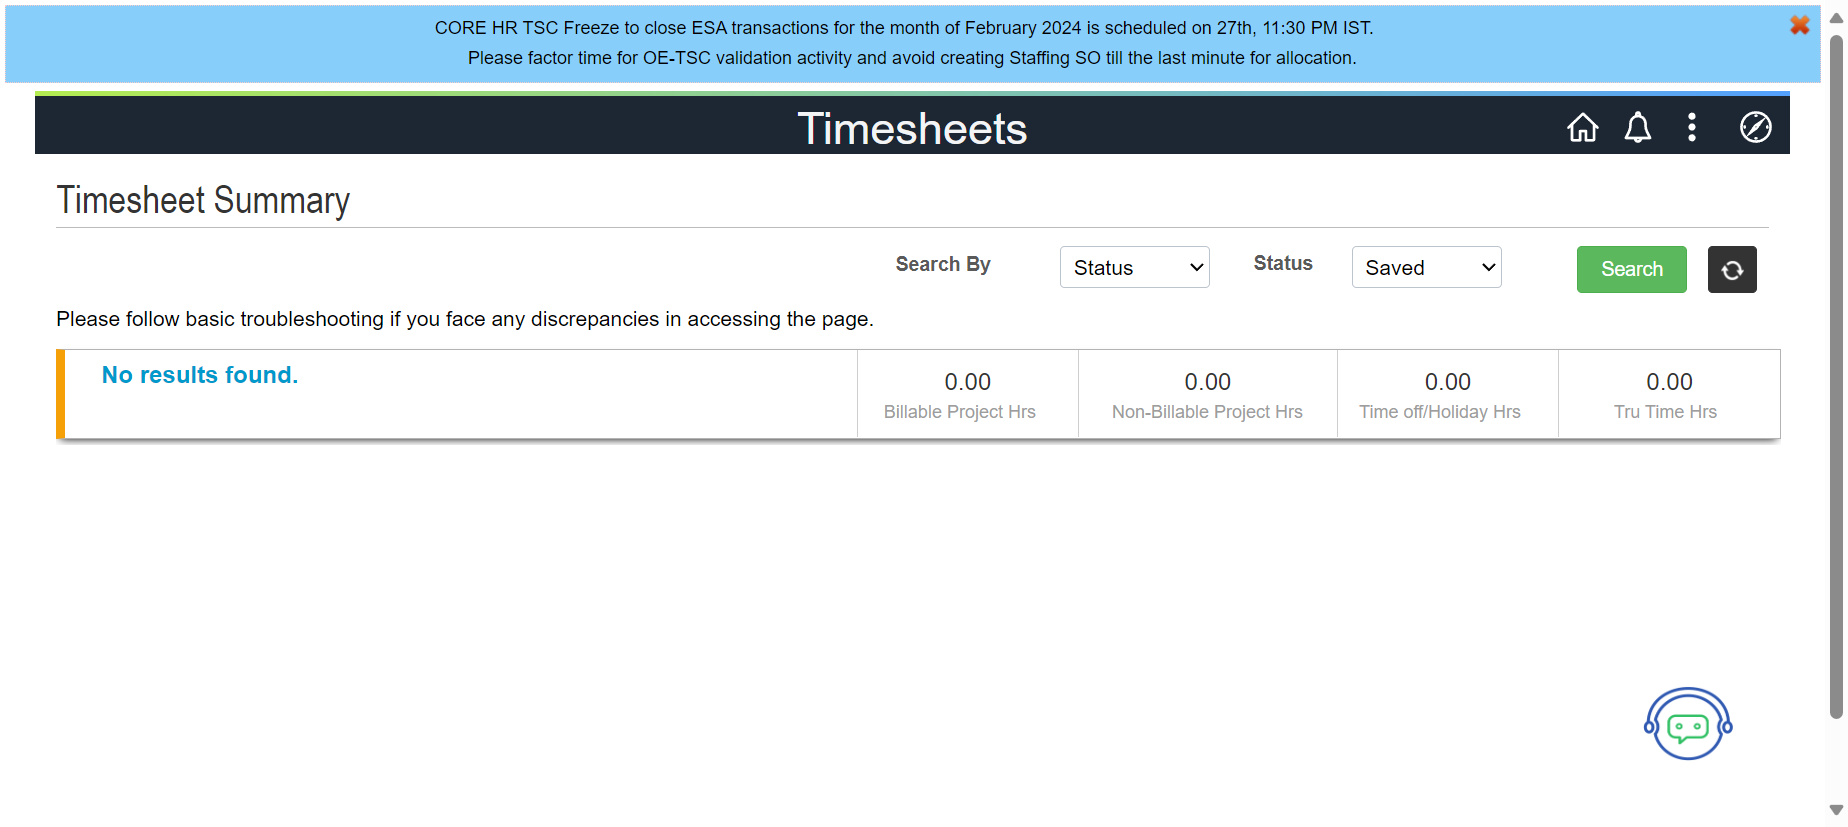 CORE HR TSC Freeze to close ESA transactions for the month of February 2024 is scheduled on 27th, 11:30 PM IST.
Please factor time for OE-TSC validation activity and avoid creating Staffing SO till the last minute for allocation.
Timesheets
Timesheet Summary
Search By
Status
Status
Saved
Search
Please follow basic troubleshooting if you face any discrepancies in accessing the page.
No results found.
0.00
Billable Project Hrs
0.00
Non-Billable Project Hrs
0.00
Time off/Holiday Hrs
0.00
Tru Time Hrs